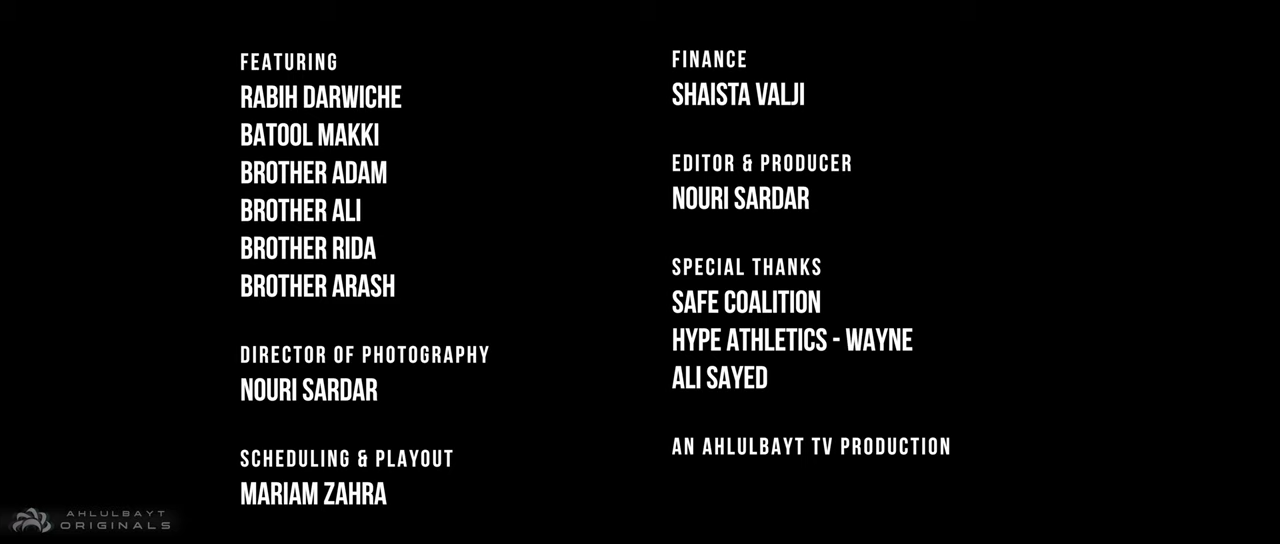 FEATURING
RABIH DARWICHE
BATOOL MAKKI
BROTHER ADAM
BROTHER ALI
BROTHER RIDA
BROTHER ARASH
DIRECTOR OF PHOTOGRAPHY
NOURI SARDAR
SCHEDULING & PLAYOUT
MARIAM ZAHRA
FINANCE
SHAISTA VALJI
EDITOR & PRODUCER
NOURI SARDAR
SPECIAL THANKS
SAFE COALITION
HYPE ATHLETICS - WAYNE
ALI SAYED
AN AHLULBAYT TV PRODUCTION
AHLULBAYT
ORIGINALS